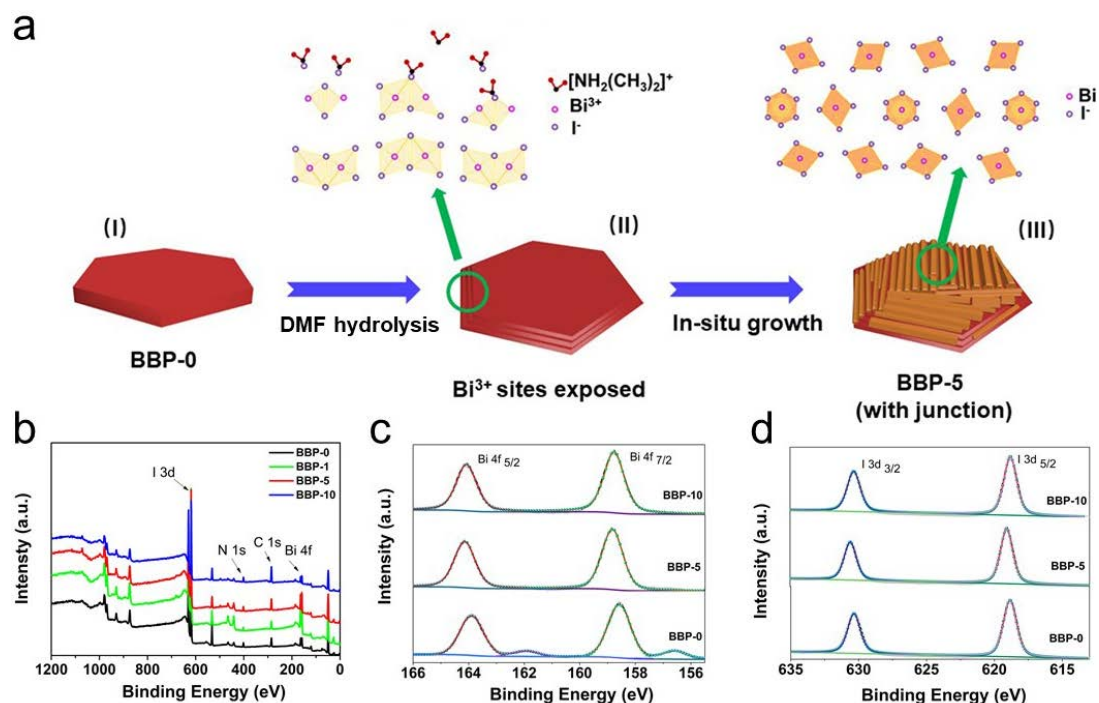 a
[NH₂(CH₃)₂]⁺
Bi³⁺
I⁻
Bi
I⁻
(I)
(II)
(III)
DMF hydrolysis
In-situ growth
BBP-0
Bi³⁺ sites exposed
BBP-5
(with junction)
b
Intensty (a.u.)
I 3d
N 1s
C 1s
Bi 4f
BBP-0
BBP-1
BBP-5
BBP-10
1200 1000 800 600 400 200 0
Binding Energy (eV)
c
Intensity (a.u.)
Bi 4f 5/2
Bi 4f 7/2
BBP-10
BBP-5
BBP-0
166 164 162 160 158 156
Binding Energy (eV)
d
Intensity (a.u.)
I 3d 3/2
I 3d 5/2
BBP-10
BBP-5
BBP-0
635 630 625 620 615
Binding Energy (eV)